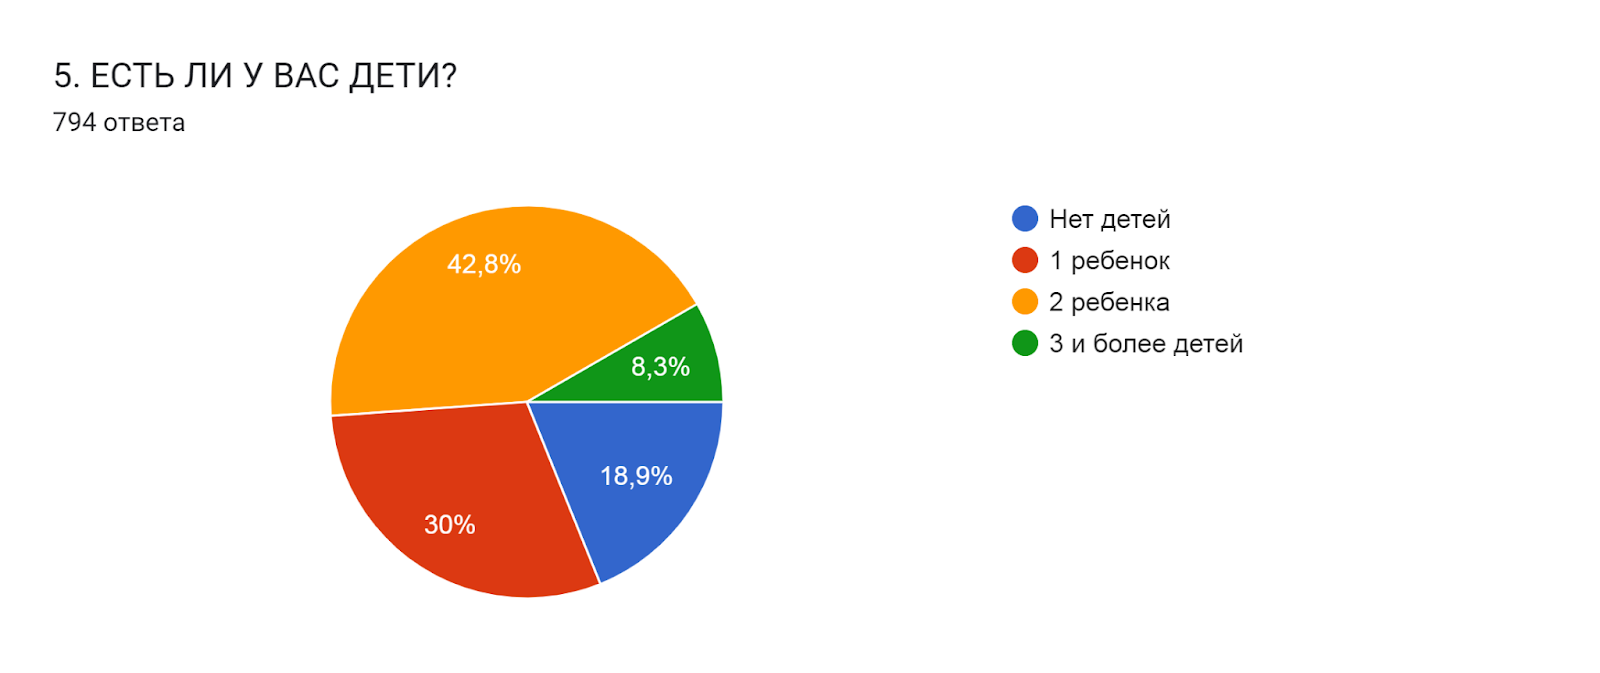 5. ЕСТЬ ЛИ У ВАС ДЕТИ?
794 ответа
Нет детей
1 ребенок
2 ребенка
3 и более детей
42,8%
8,3%
18,9%
30%